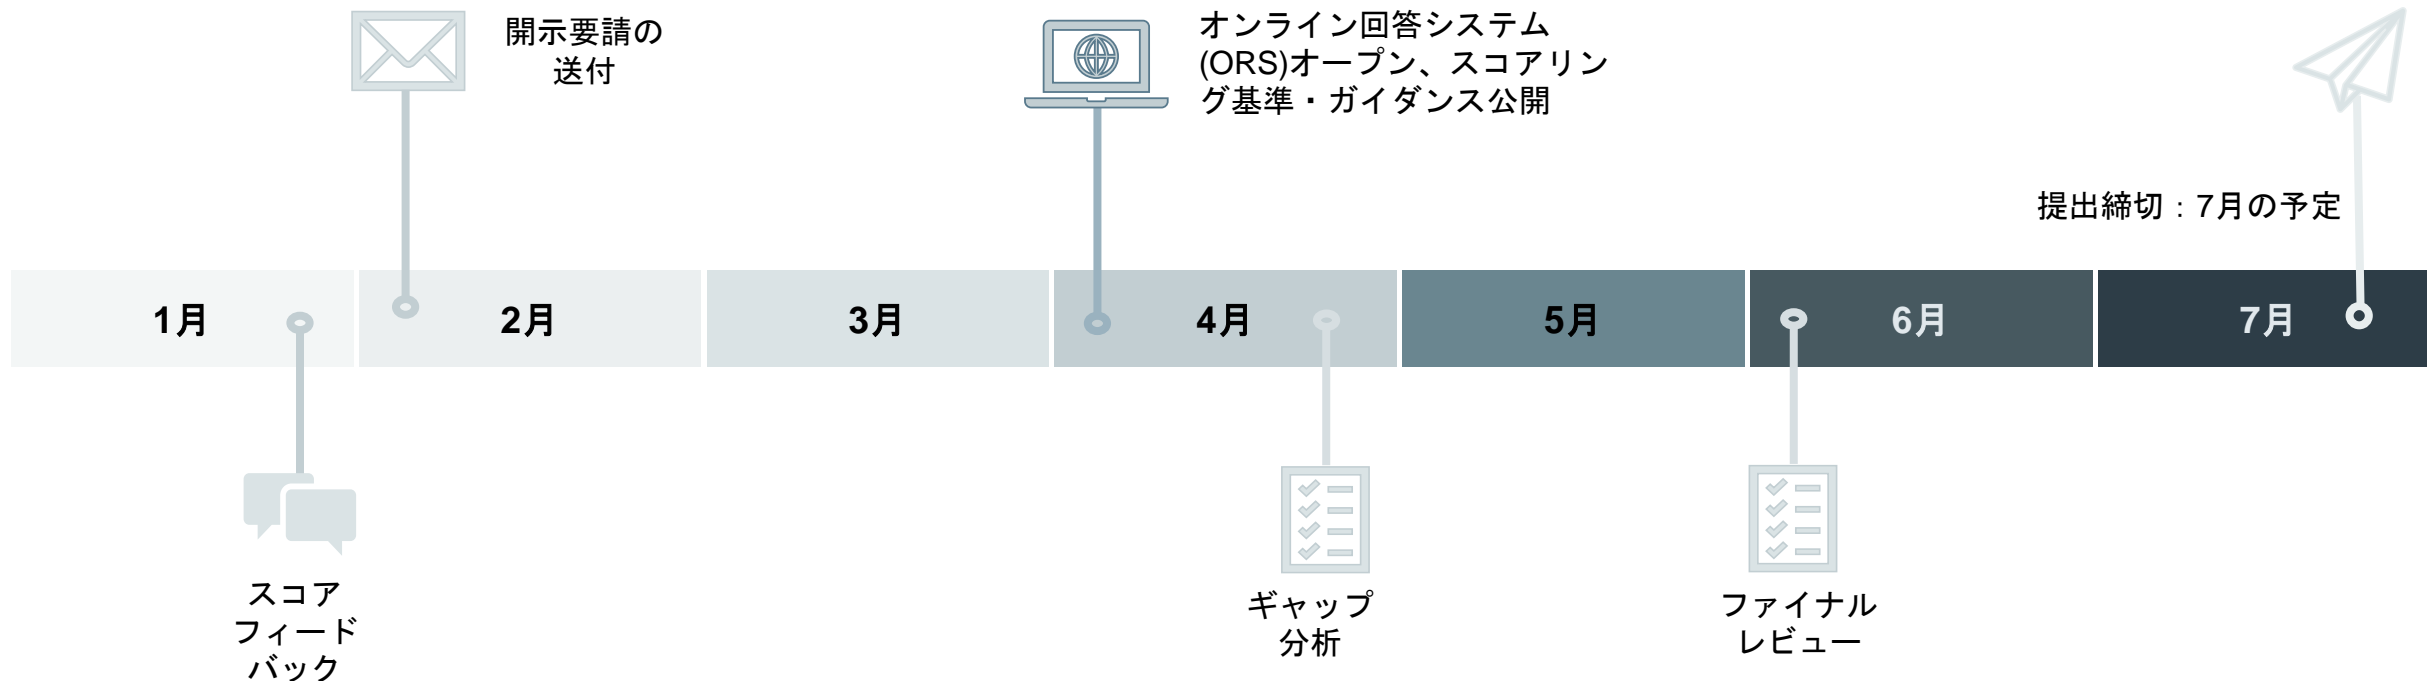 開示要請の
送付
オンライン回答システム
(ORS)オープン、スコアリン
グ基準・ガイダンス公開
提出締切：7月の予定
1月
2月
3月
4月
5月
6月
7月
スコア
フィード
バック
ギャップ
分析
ファイナル
レビュー